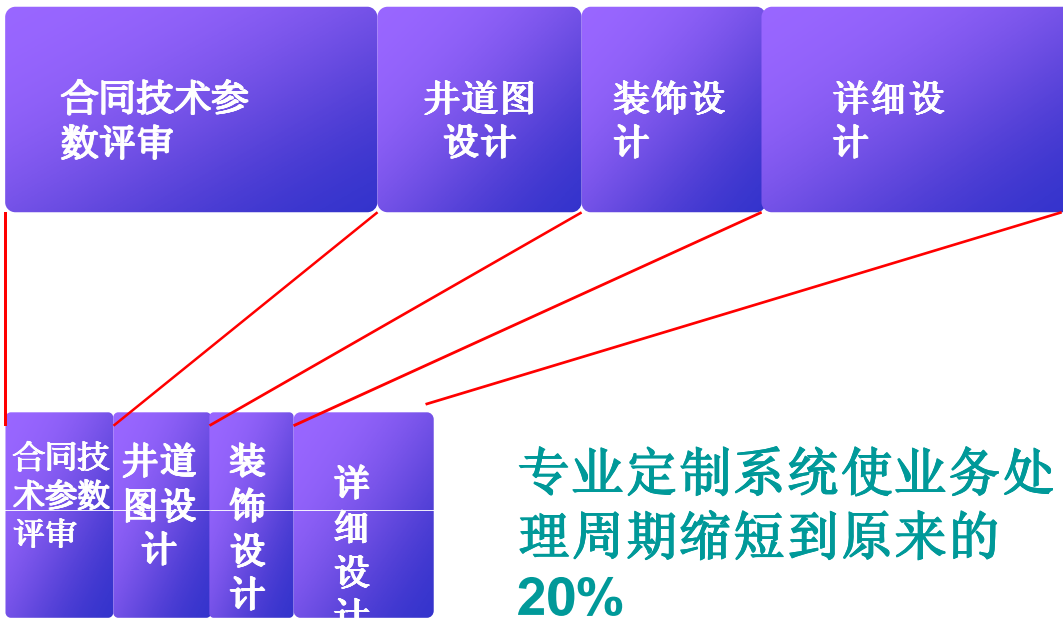 合同技术参
数评审
井道图
设计
装饰设
计
详细设
计
合同技
术参数
评审
井道
图设
计
装
饰
设
计
详
细
设
计
专业定制系统使业务处
理周期缩短到原来的
20%